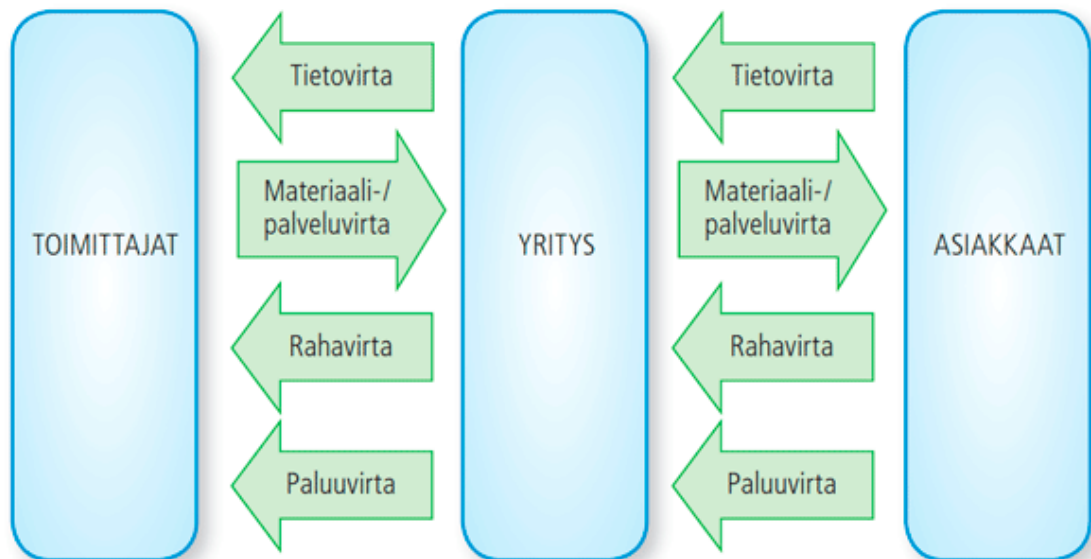 Tietovirta
Tietovirta
Materiaali-/
palveluvirta
Materiaali-/
palveluvirta
TOIMITTAJAT
YRITYS
ASIAKKAAT
Rahavirta
Rahavirta
Paluuvirta
Paluuvirta